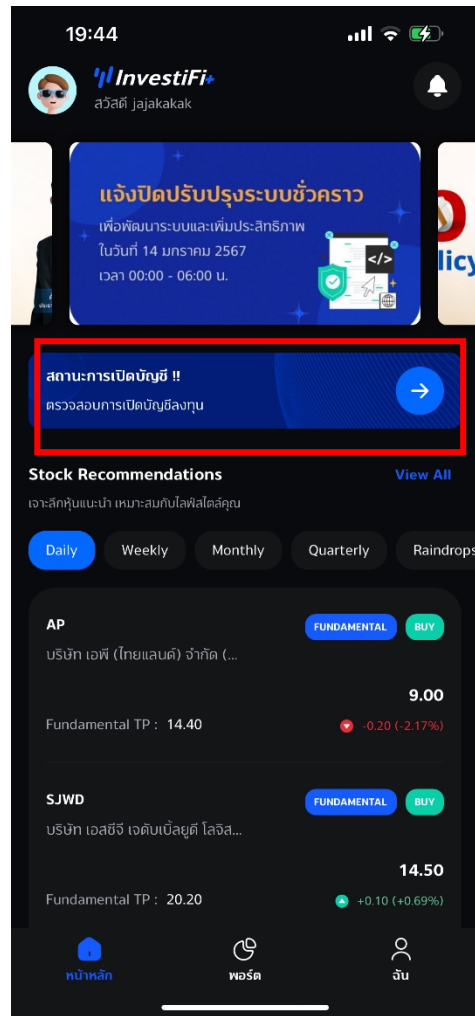 19:44
InvestiFi+
สวัสดี jajakakak
แจ้งปิดปรับปรุงระบบชั่วคราว
เพื่อพัฒนาระบบและเพิ่มประสิทธิภาพ
ในวันที่ 14 มกราคม 2567
เวลา 00:00 - 06:00 น.
</>
licy
สถานะการเปิดบัญชี !!
ตรวจสอบการเปิดบัญชีลงทุน
Stock Recommendations
View All
เจาะลึกหุ้นแนะนำ เหมาะสมกับไลฟ์สไตล์คุณ
Daily Weekly Monthly Quarterly Raindrops
AP FUNDAMENTAL BUY
บริษัท เอพี (ไทยแลนด์) จำกัด (...
9.00
Fundamental TP : 14.40 -0.20 (-2.17%)
SJWD FUNDAMENTAL BUY
บริษัท เอสซีจี เจดับเบิ้ลยูดี โลจิส...
14.50
Fundamental TP : 20.20 +0.10 (+0.69%)
หน้าหลัก พอร์ต ฉัน